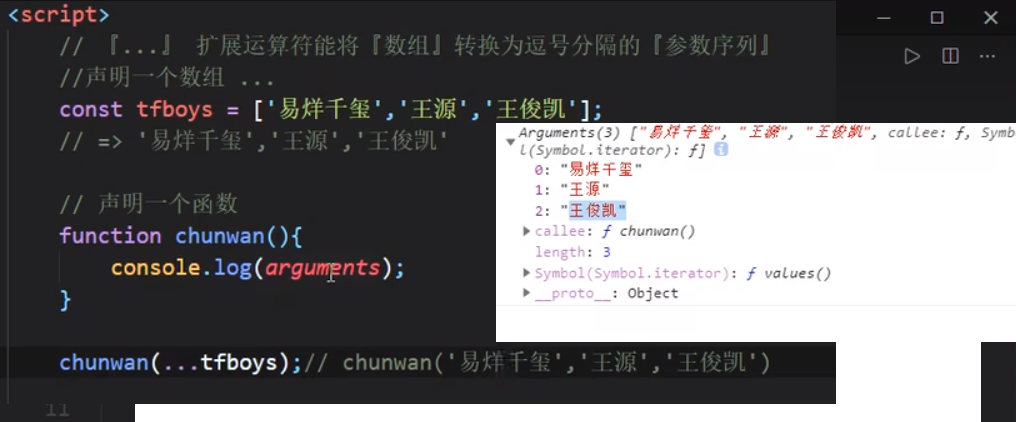 <script>
// 『...』 扩展运算符能将『数组』转换为逗号分隔的『参数序列』
//声明一个数组 ...
const tfboys = ['易烊千玺','王源','王俊凯'];
// => '易烊千玺','王源','王俊凯'
// 声明一个函数
function chunwan(){
console.log(arguments);
}
chunwan(...tfboys);// chunwan('易烊千玺','王源','王俊凯')
11
Arguments(3) ["易烊千玺", "王源", "王俊凯", callee: ƒ, Symbo
l(Symbol.iterator): ƒ]
0: "易烊千玺"
1: "王源"
2: "王俊凯"
callee: ƒ chunwan()
length: 3
Symbol(Symbol.iterator): ƒ values()
__proto__: Object